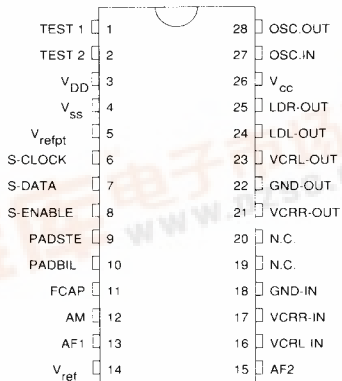 TEST 1 1 28 OSC.OUT
TEST 2 2 27 OSC.IN
VDD 3 26 Vcc
Vss 4 25 LDR-OUT
Vrefpt 5 24 LDL-OUT
S-CLOCK 6 23 VCRL-OUT
S-DATA 7 22 GND-OUT
S-ENABLE 8 21 VCRR-OUT
PADSTE 9 20 N.C.
PADBIL 10 19 N.C.
FCAP 11 18 GND-IN
AM 12 17 VCRR-IN
AF1 13 16 VCRL IN
Vref 14 15 AF2